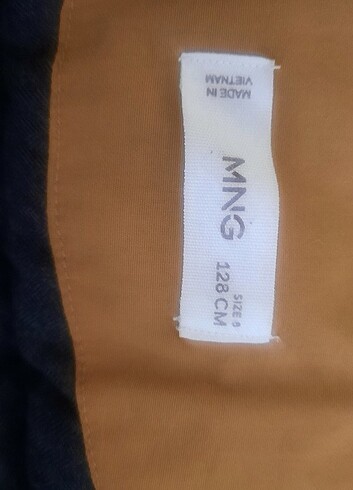 MNG
SIZE 8
128 CM
MADE IN
VIETNAM